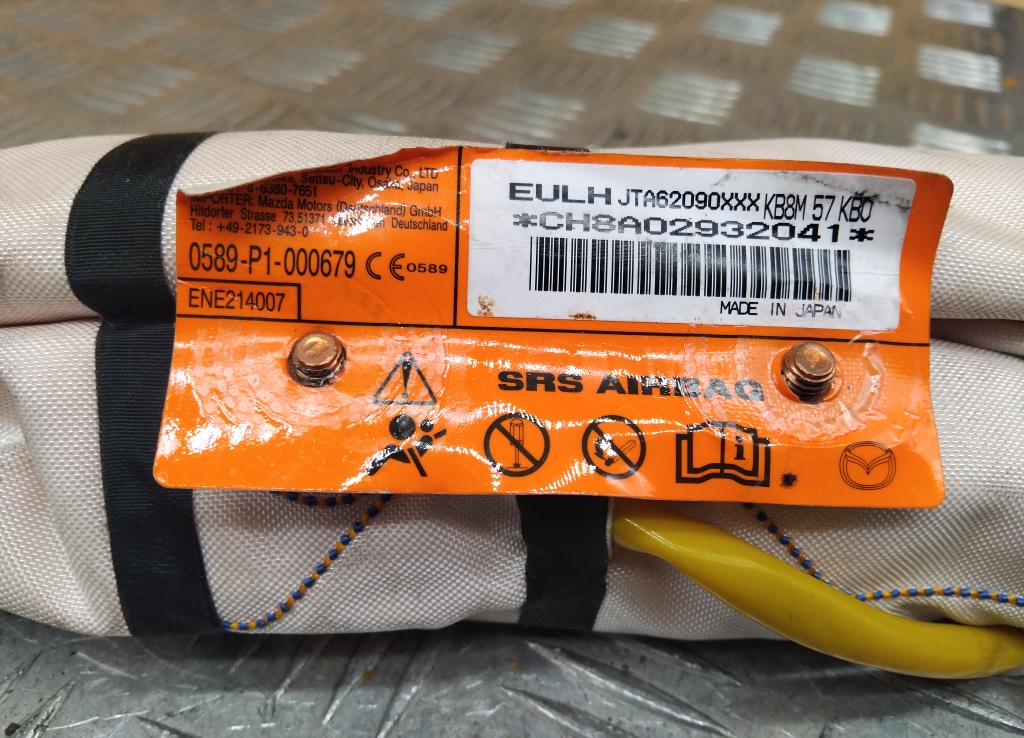 Industry Co., LTD
Settsu-City, Osaka, Japan
6380-7651
IMPORTER: Mazda Motors (Deutschland) GmbH
Hitdorfer Strasse 73,51371 Deutschland
Tel : +49-2173-943-0
0589-P1-000679 CE 0589
ENE214007
EULH JTA62090XXX KB8M 57 KB0
*CH8A02932041*
MADE IN JAPAN
SRS AIRBAG